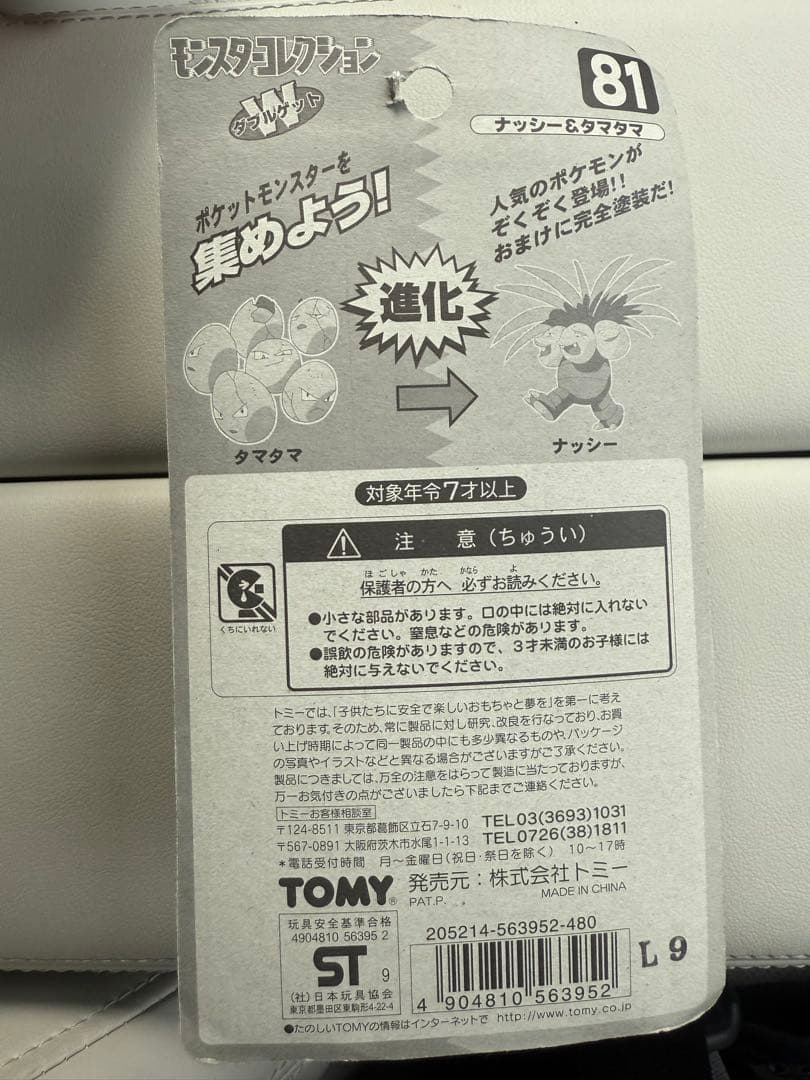 モンスターコレクション
W
ダブルゲット
81
ナッシー&タマタマ
ポケットモンスターを
集めよう!
人気のポケモンが
ぞくぞく登場!!
おまけに完全塗装だ!
進化
タマタマ
ナッシー
対象年令7才以上
注 意(ちゅうい)
くちにいれない
ほごしゃ かた かなら よ
保護者の方へ 必ずお読みください。
●小さな部品があります。口の中には絶対に入れない
でください。窒息などの危険があります。
●誤飲の危険がありますので、3才未満のお子様には
絶対に与えないでください。
トミーでは、「子供たちに安全で楽しいおもちゃと夢を」を第一に考え
ております。そのため、常に製品に対し研究、改良を行なっており、お買
い上げ時期によって同一製品の中にも多少異なるものや、パッケージ
の写真やイラストなどと異なる場合がございますがご了承ください。
製品につきましては、万全の注意をはらって製造に当たっておりますが、
万一お気付きの点がございましたら下記までご連絡ください。
トミーお客様相談室
〒124-8511 東京都葛飾区立石7-9-10 TEL03(3693)1031
〒567-0891 大阪府茨木市水尾1-1-13 TEL0726(38)1811
*電話受付時間 月~金曜日(祝日・祭日を除く) 10~17時
TOMY® 発売元:株式会社トミー
PAT.P. MADE IN CHINA
玩具安全基準合格
4904810 56395 2
ST 9
(社)日本玩具協会
東京都墨田区東駒形4-22-4
205214-563952-480
4 904810 563952
L 9
●たのしいTOMYの情報はインターネットで http://www.tomy.co.jp